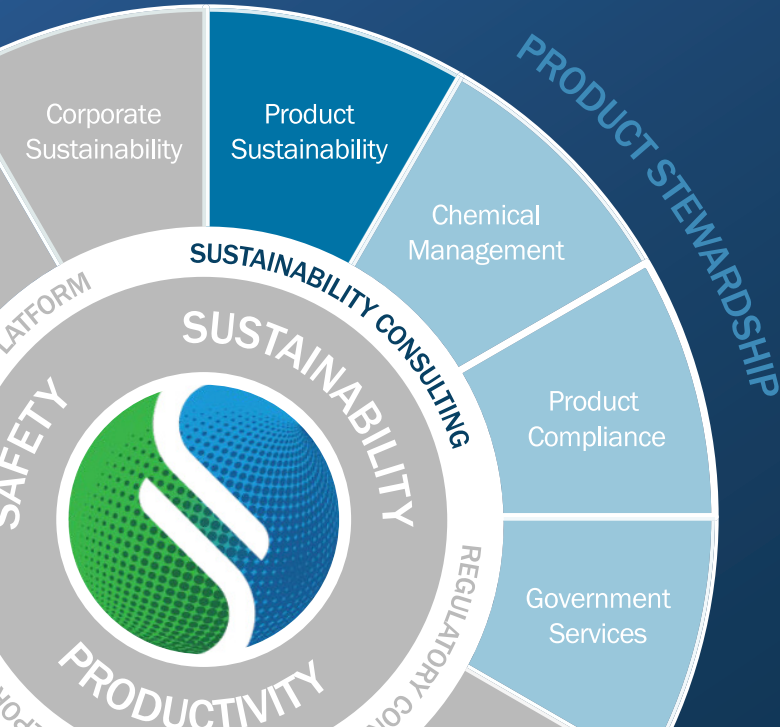 PRODUCT STEWARDSHIP
Corporate
Sustainability
Product
Sustainability
Chemical
Management
Product
Compliance
Government
Services
SUSTAINABILITY CONSULTING
REGULATORY
SUSTAINABILITY
SAFETY
PRODUCTIVITY